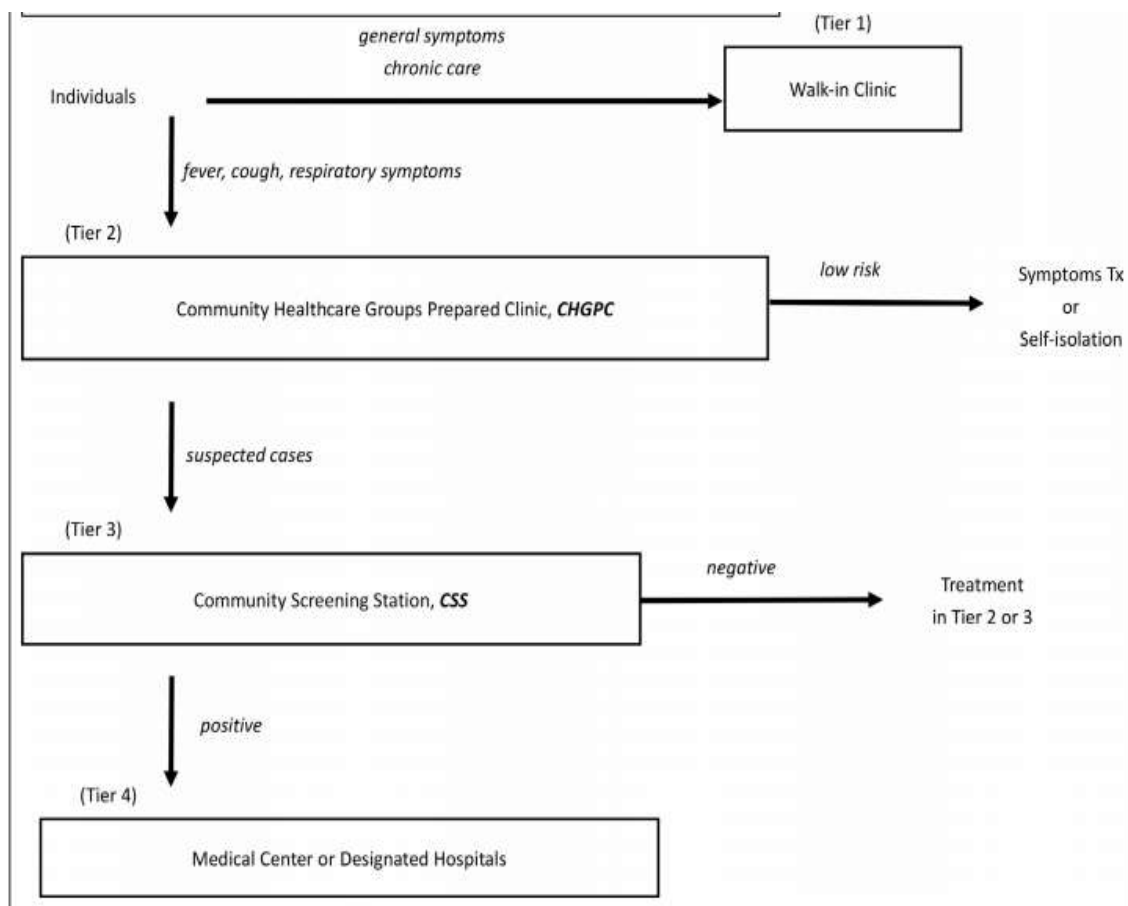 (Tier 1)
general symptoms
chronic care
Individuals
Walk-in Clinic
fever, cough, respiratory symptoms
(Tier 2)
Community Healthcare Groups Prepared Clinic, CHGPC
low risk
Symptoms Tx
or
Self-isolation
suspected cases
(Tier 3)
Community Screening Station, CSS
negative
Treatment
in Tier 2 or 3
positive
(Tier 4)
Medical Center or Designated Hospitals